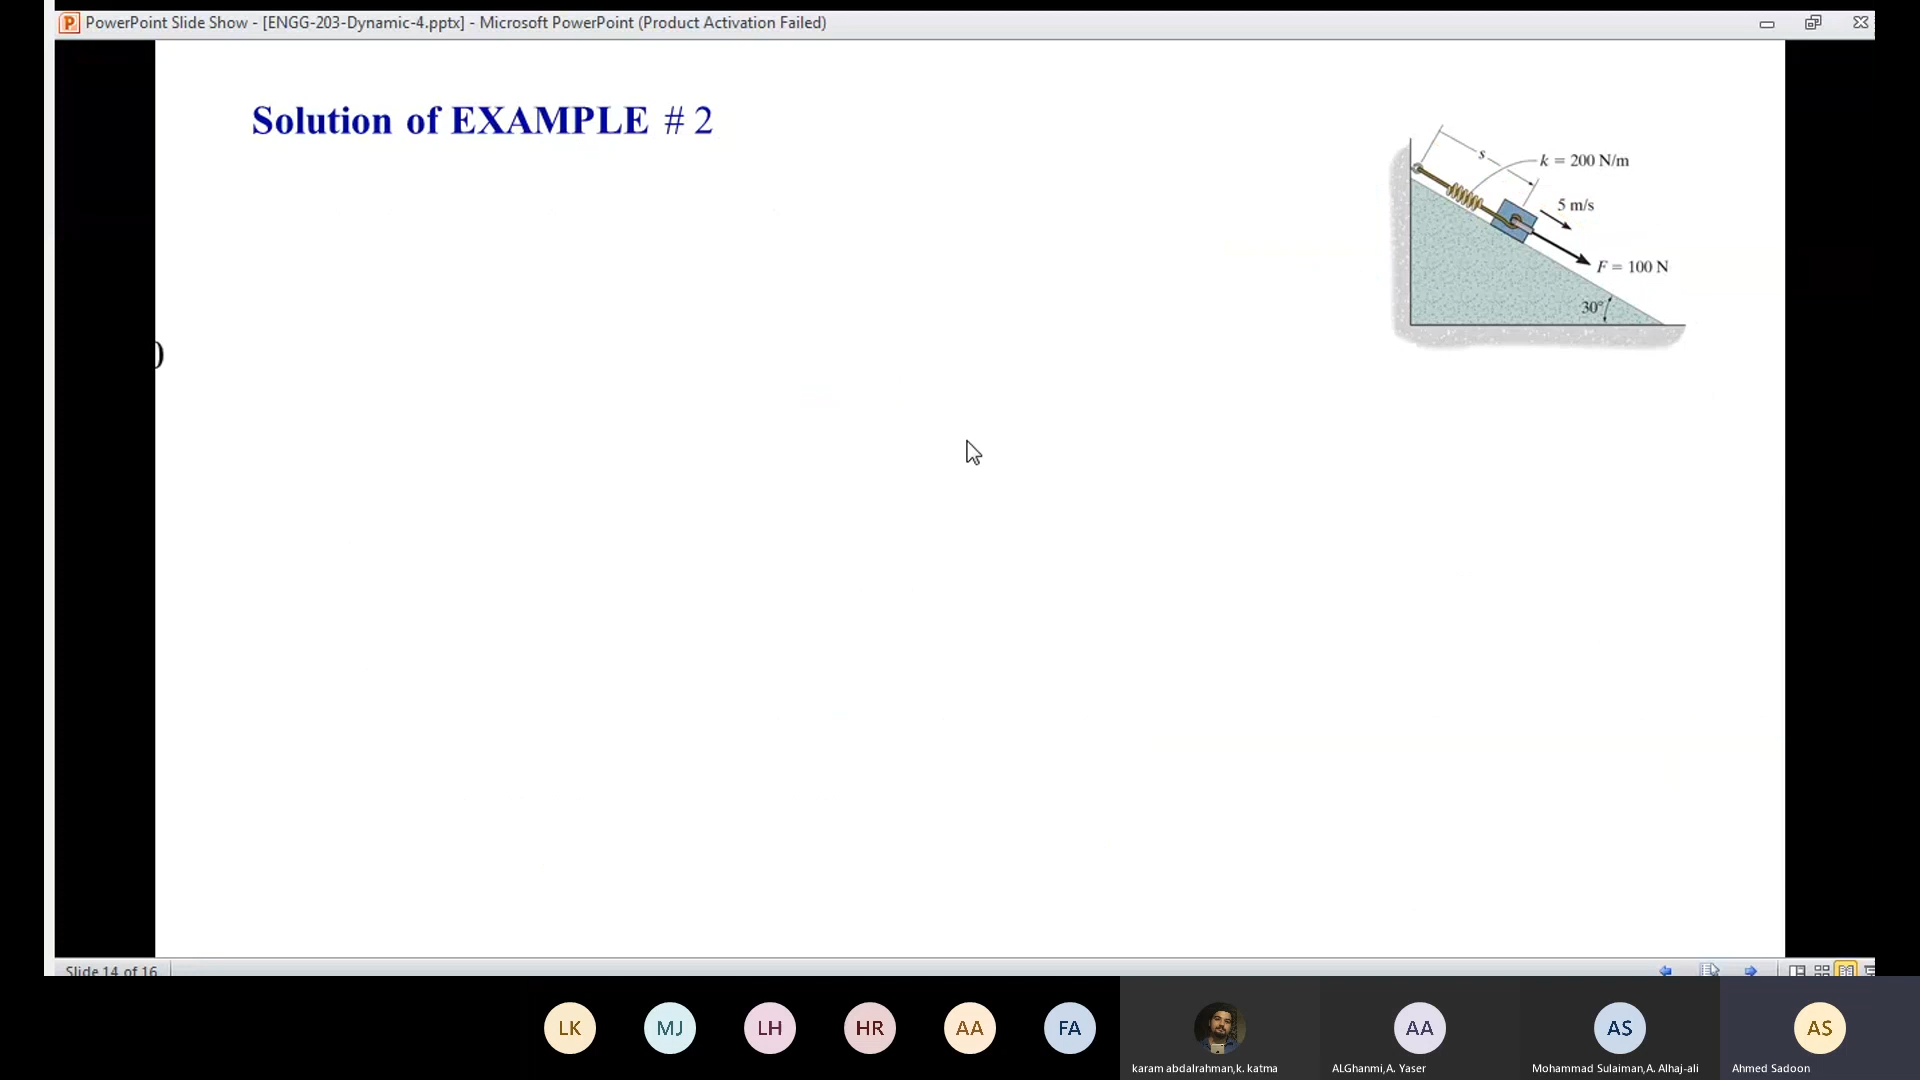 PowerPoint Slide Show - [ENGG-203-Dynamic-4.pptx] - Microsoft PowerPoint (Product Activation Failed)
Solution of EXAMPLE # 2
s
k = 200 N/m
5 m/s
F = 100 N
30°
)
Slide 14 of 16
LK
MJ
LH
HR
AA
FA
AA
AS
AS
karam abdalrahman,k. katma
ALGhanmi,A. Yaser
Mohammad Sulaiman,A. Alhaj-ali
Ahmed Sadoon